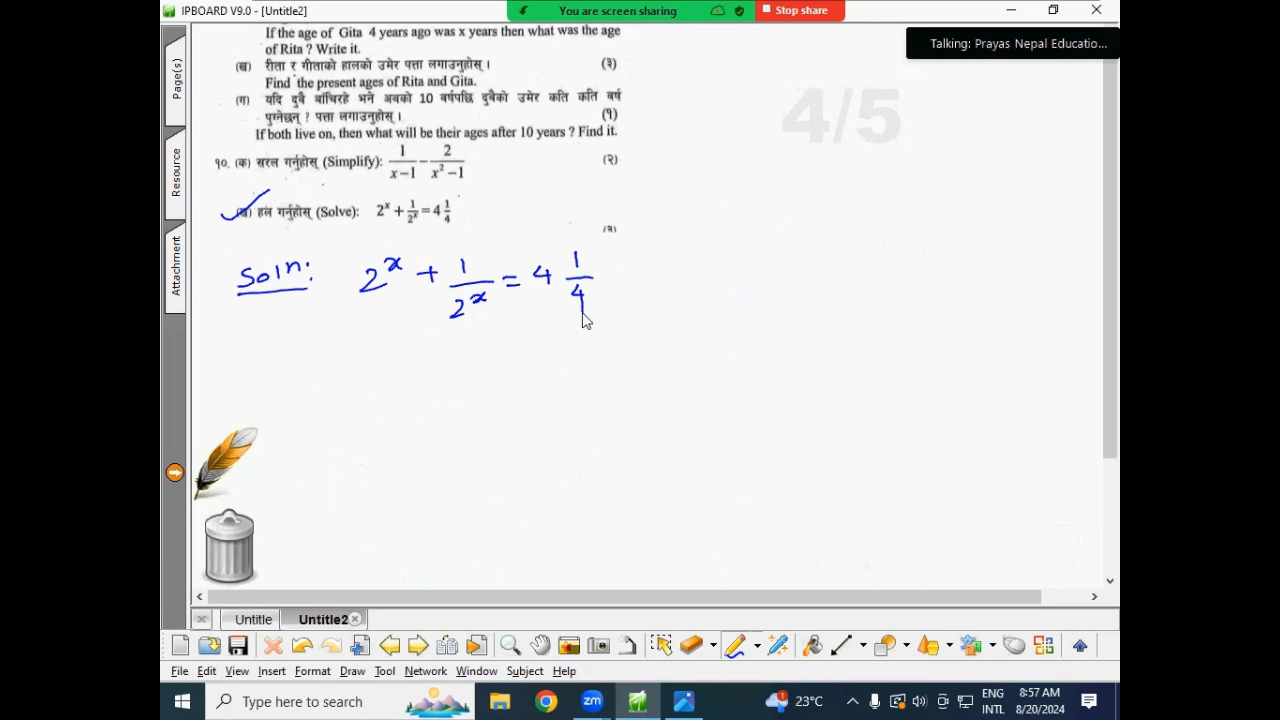 IPBOARD V9.0 - [Untitle2]
You are screen sharing
Stop share
Talking: Prayas Nepal Educatio...
If the age of Gita 4 years ago was x years then what was the age
of Rita ? Write it.
(ख) रीता र गीताको हालको उमेर पत्ता लगाउनुहोस् । (३)
Find the present ages of Rita and Gita.
(ग) यदि दुवै बाँचिरहे भने अबको 10 वर्षपछि दुवैको उमेर कति कति वर्ष
पुग्नेछन् ? पत्ता लगाउनुहोस् । (१)
If both live on, then what will be their ages after 10 years ? Find it.
१०. (क) सरल गर्नुहोस् (Simplify): 1/(x−1) − 2/(x²−1) (२)
(ख) हल गर्नुहोस् (Solve): 2ˣ + 1/2ˣ = 4 1/4
Soln: 2ˣ + 1/2ˣ = 4 1/4
4/5
Page(s)
Resource
Attachment
Untitle Untitle2
File Edit View Insert Format Draw Tool Network Window Subject Help
Type here to search
23°C
ENG
INTL
8:57 AM
8/20/2024